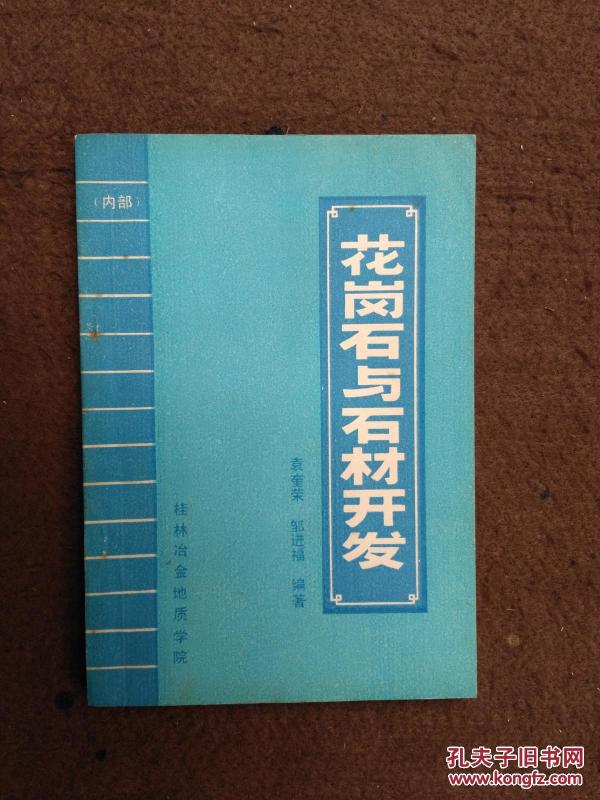 （内部）
花岗石与石材开发
袁奎荣 邹进福 编著
桂林冶金地质学院
孔夫子旧书网
www.kongfz.com